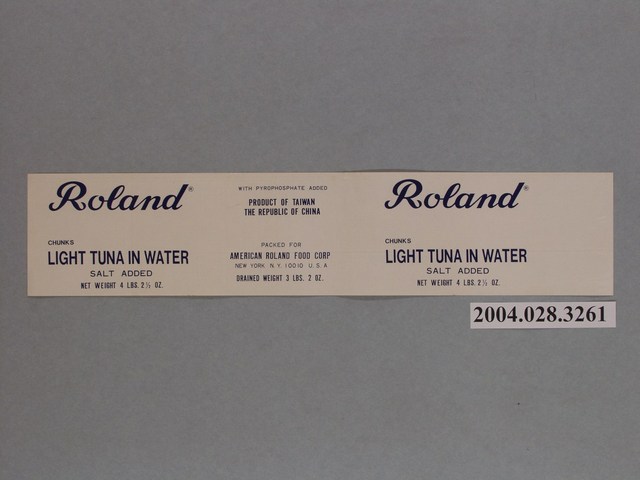 Roland®
CHUNKS
LIGHT TUNA IN WATER
SALT ADDED
NET WEIGHT 4 LBS. 2½ OZ.
WITH PYROPHOSPHATE ADDED
PRODUCT OF TAIWAN
THE REPUBLIC OF CHINA
PACKED FOR
AMERICAN ROLAND FOOD CORP
NEW YORK N.Y. 10010 U.S.A
DRAINED WEIGHT 3 LBS. 2 OZ.
Roland®
CHUNKS
LIGHT TUNA IN WATER
SALT ADDED
NET WEIGHT 4 LBS. 2½ OZ.
2004.028.3261